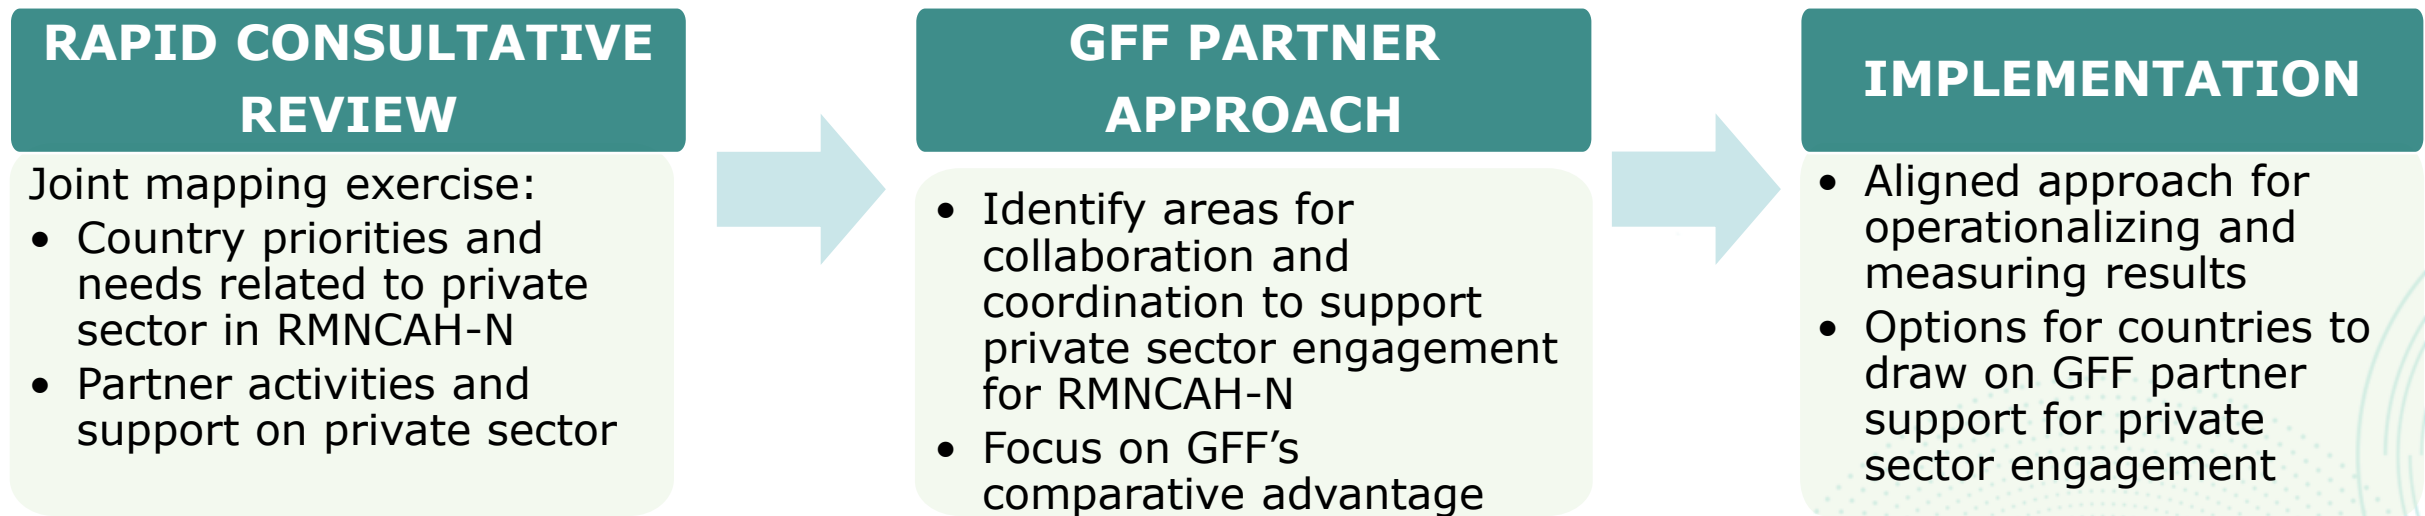 RAPID CONSULTATIVE
REVIEW
Joint mapping exercise:
• Country priorities and
needs related to private
sector in RMNCAH-N
• Partner activities and
support on private sector
GFF PARTNER
APPROACH
• Identify areas for
collaboration and
coordination to support
private sector engagement
for RMNCAH-N
• Focus on GFF’s
comparative advantage
IMPLEMENTATION
• Aligned approach for
operationalizing and
measuring results
• Options for countries to
draw on GFF partner
support for private
sector engagement